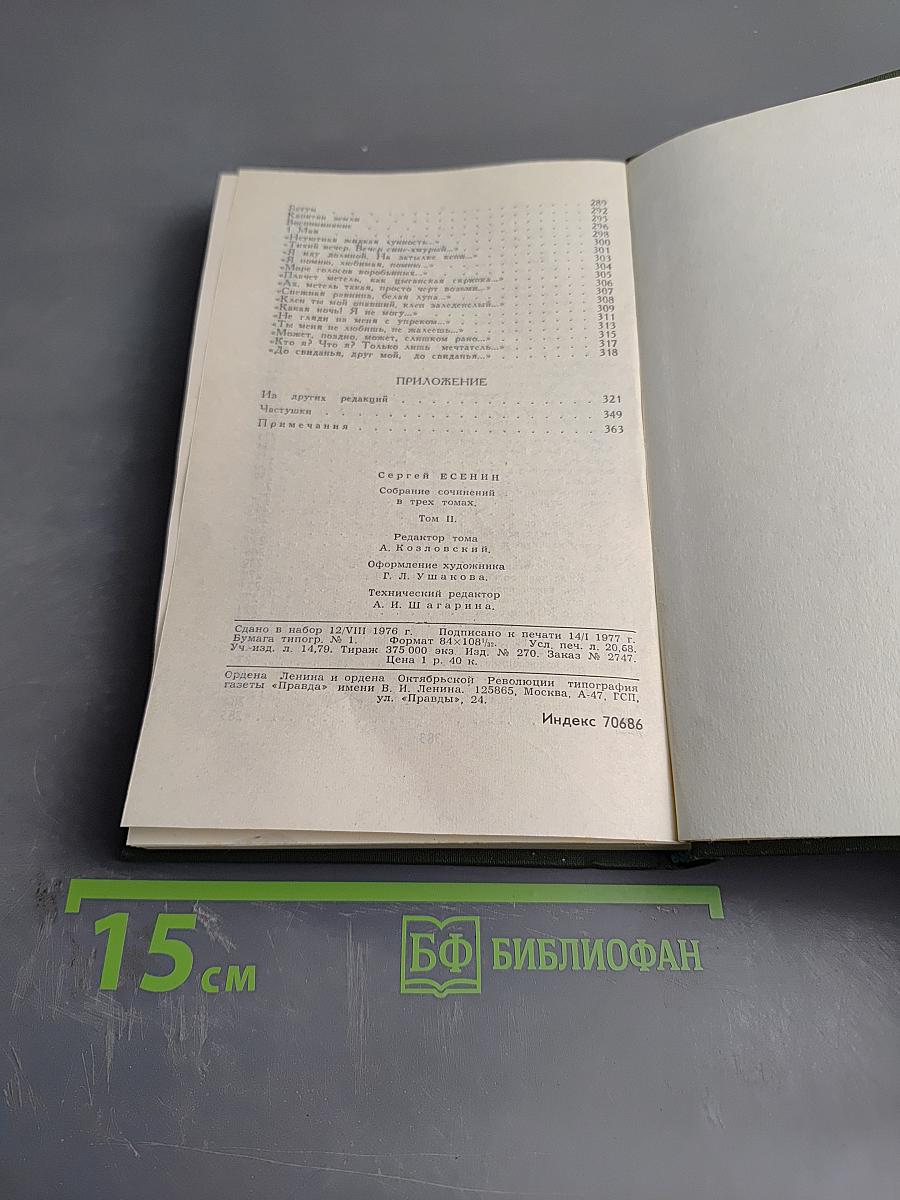 Батум . . . 289
Капитан земли . . . 292
Воспоминание . . . 295
1 Мая . . . 296
«Неуютная жидкая лунность...» . . . 298
«Тихий ветер. Вечер сине-хмурый...» . . . 300
«Я иду долиной. На затылке кепи...» . . . 301
«Я помню, любимая, помню...» . . . 303
«Море голосов воробьиных...» . . . 304
«Плачет метель, как цыганская скрипка...» . . . 305
«Ах, метель такая, просто черт возьми...» . . . 306
«Снежная равнина, белая луна...» . . . 307
«Клен ты мой опавший, клен заледенелый...» . . . 308
«Какая ночь! Я не могу...» . . . 309
«Не гляди на меня с упреком...» . . . 311
«Ты меня не любишь, не жалеешь...» . . . 313
«Может, поздно, может, слишком рано...» . . . 315
«Кто я? Что я? Только лишь мечтатель...» . . . 317
«До свиданья, друг мой, до свиданья...» . . . 318
ПРИЛОЖЕНИЕ
Из других редакций . . . 321
Частушки . . . 349
Примечания . . . 363
Сергей ЕСЕНИН
Собрание сочинений
в трех томах.
Том II.
Редактор тома
А. Козловский.
Оформление художника
Г. Л. Ушакова.
Технический редактор
А. И. Шагарина.
Сдано в набор 12/VIII 1976 г. Подписано к печати 14/I 1977 г.
Бумага типогр. № 1. Формат 84×108¹/₃₂. Усл. печ. л. 20,68.
Уч.-изд. л. 14,79. Тираж 375 000 экз. Изд. № 270. Заказ № 2747.
Цена 1 р. 40 к.
Ордена Ленина и ордена Октябрьской Революции типография
газеты «Правда» имени В. И. Ленина. 125865, Москва, А-47, ГСП,
ул. «Правды», 24.
Индекс 70686
15 см
БФ БИБЛИОФАН